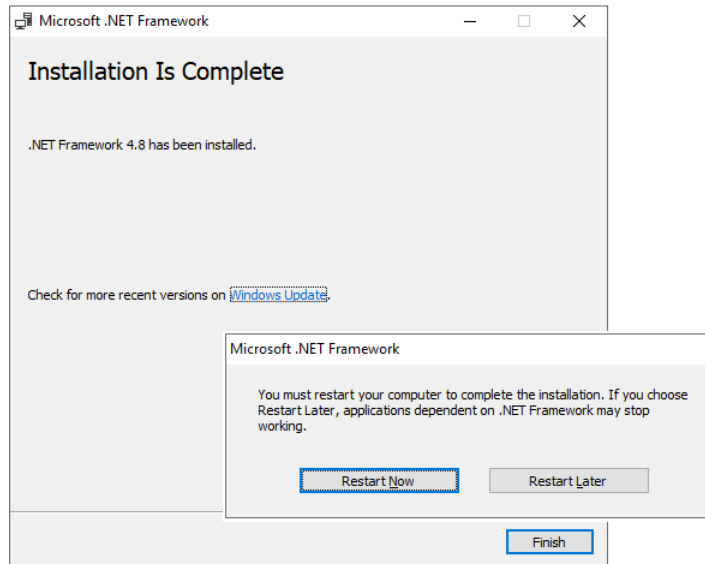 Microsoft .NET Framework
Installation Is Complete
.NET Framework 4.8 has been installed.
Check for more recent versions on Windows Update.
Microsoft .NET Framework
You must restart your computer to complete the installation. If you choose
Restart Later, applications dependent on .NET Framework may stop
working.
Restart Now
Restart Later
Finish